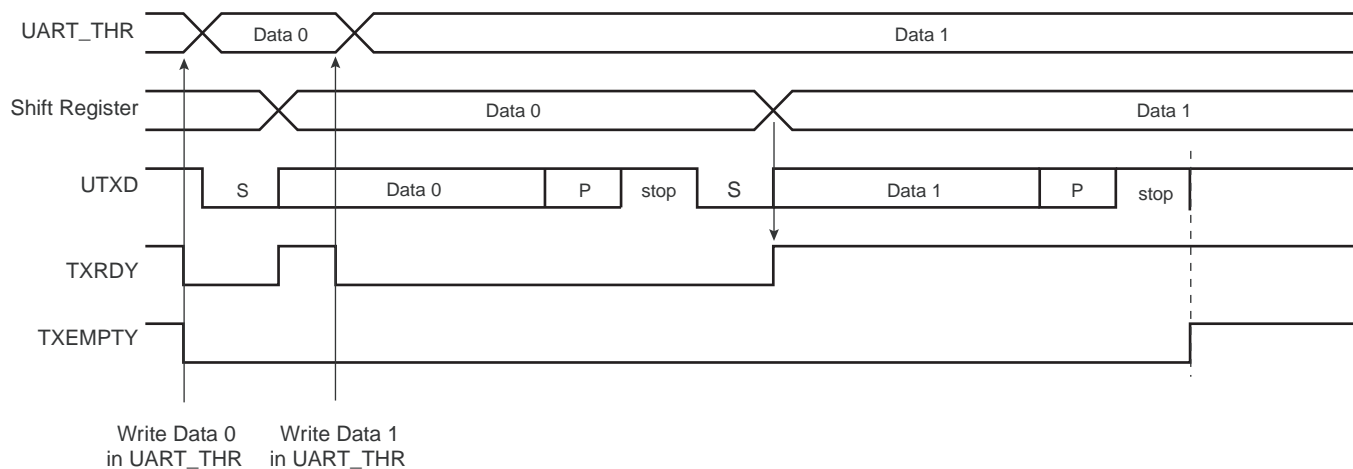 UART_THR
Data 0
Data 1
Shift Register
Data 0
Data 1
UTXD
S
Data 0
P
stop
S
Data 1
P
stop
TXRDY
TXEMPTY
Write Data 0
in UART_THR
Write Data 1
in UART_THR